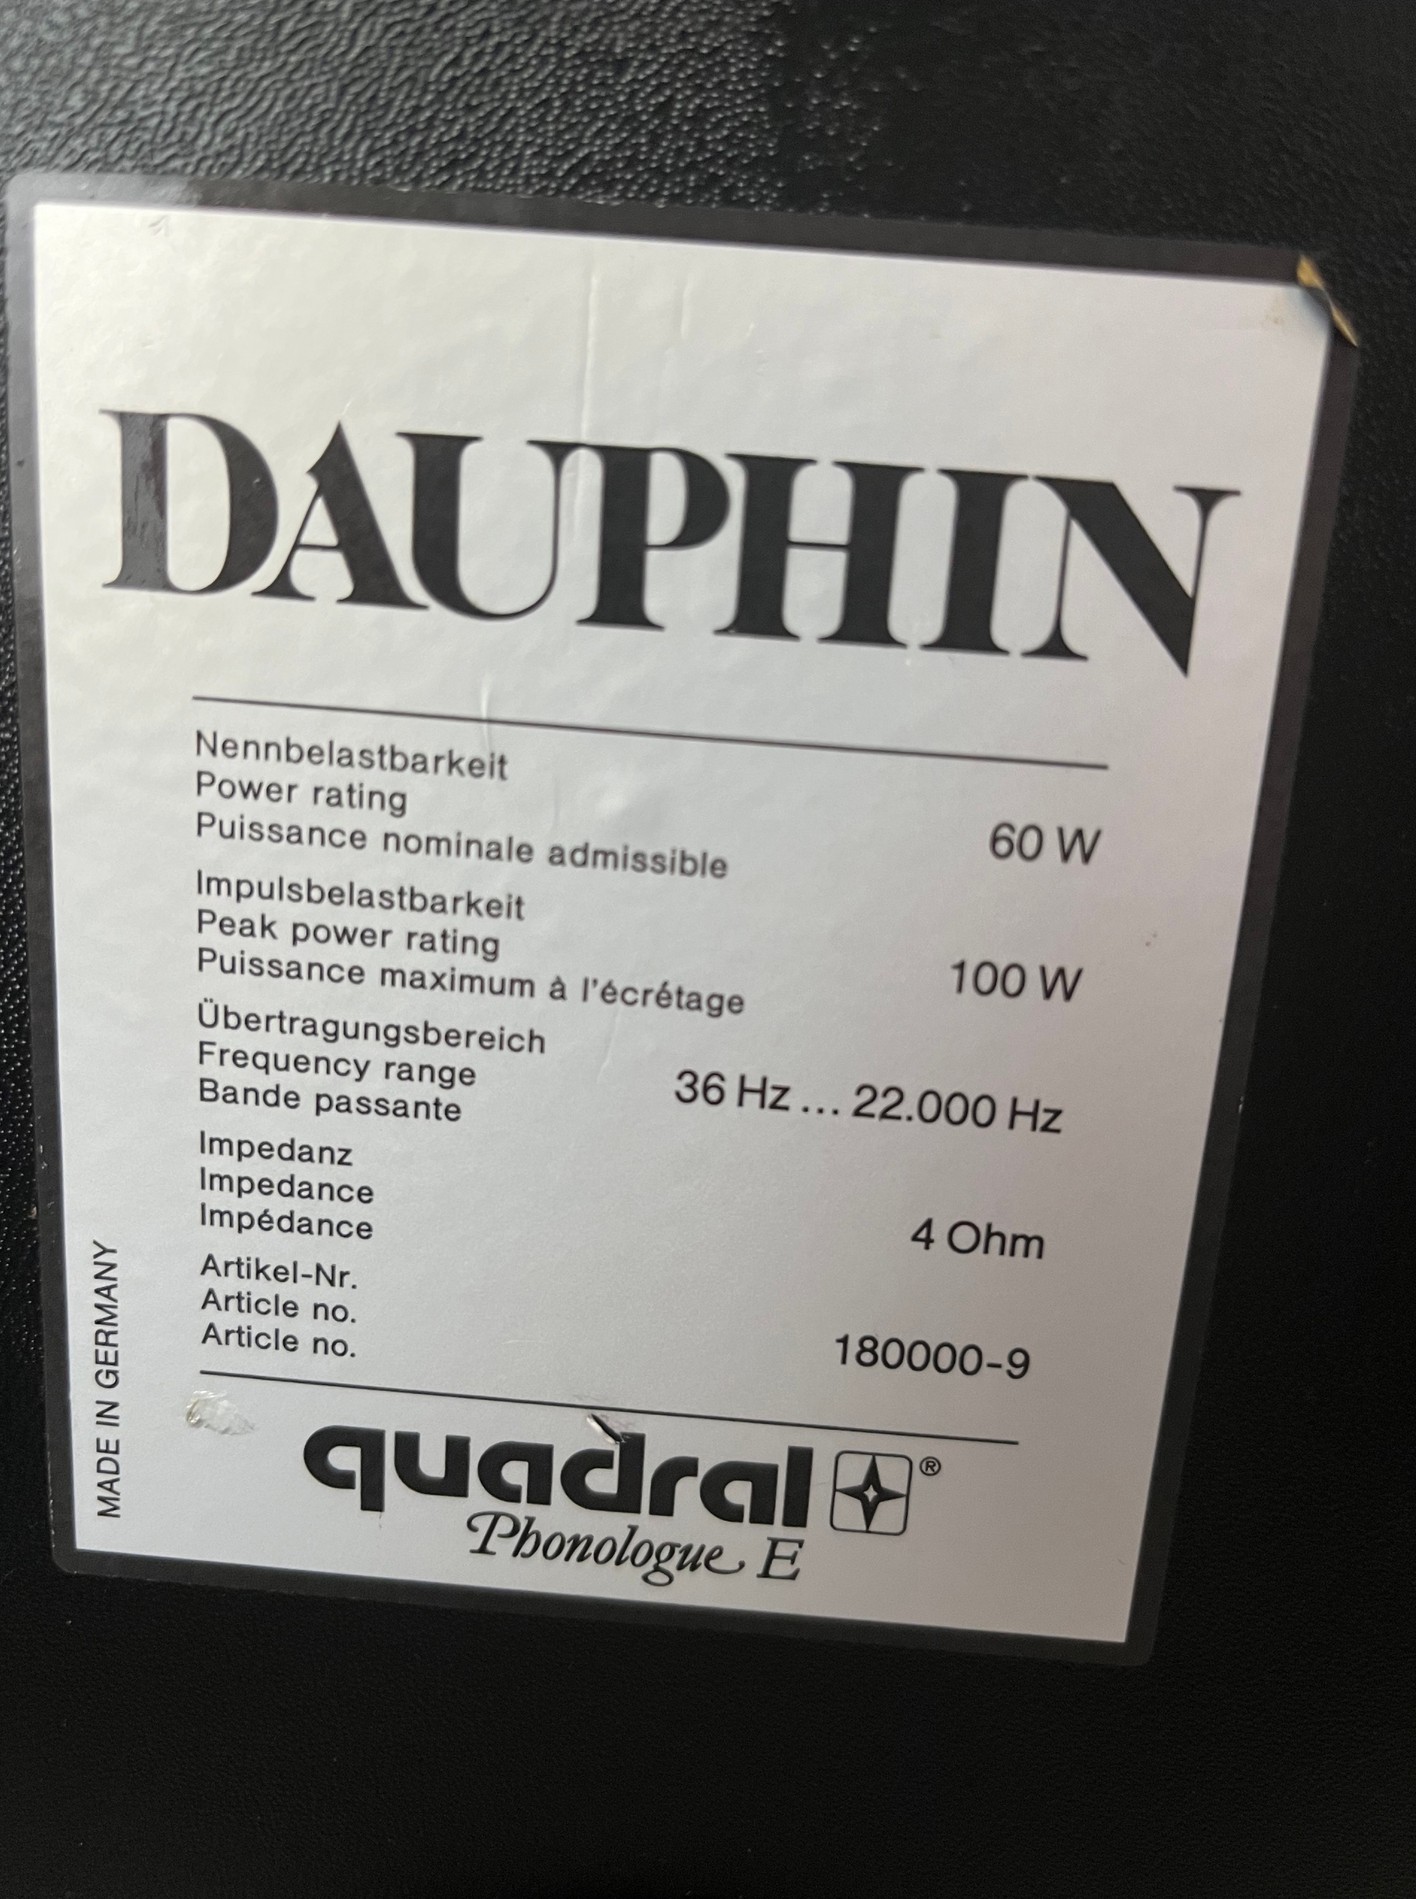 DAUPHIN
Nennbelastbarkeit
Power rating
Puissance nominale admissible
60 W
Impulsbelastbarkeit
Peak power rating
Puissance maximum à l'écrétage
100 W
Übertragungsbereich
Frequency range
Bande passante
36 Hz ... 22.000 Hz
Impedanz
Impedance
Impédance
4 Ohm
Artikel-Nr.
Article no.
Article no.
180000-9
MADE IN GERMANY
quadral ®
Phonologue E